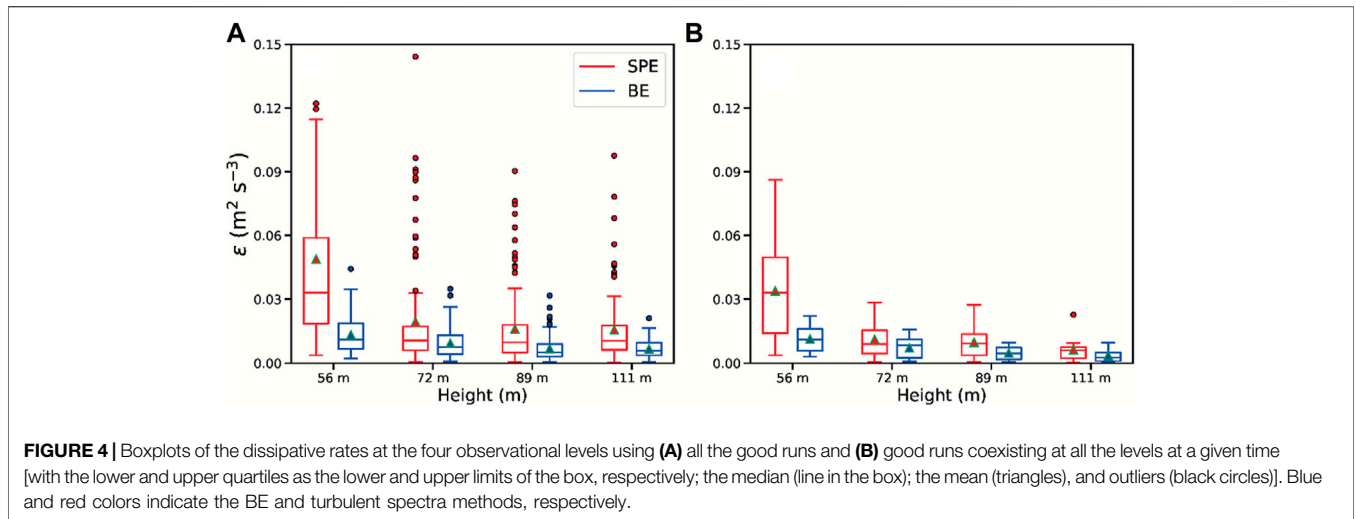 A
B
0.15
0.12
0.09
0.06
0.03
0.00
ε (m² s⁻³)
SPE
BE
56 m
72 m
89 m
111 m
Height (m)
0.15
0.12
0.09
0.06
0.03
0.00
56 m
72 m
89 m
111 m
Height (m)
FIGURE 4 | Boxplots of the dissipative rates at the four observational levels using (A) all the good runs and (B) good runs coexisting at all the levels at a given time
[with the lower and upper quartiles as the lower and upper limits of the box, respectively; the median (line in the box); the mean (triangles), and outliers (black circles)]. Blue
and red colors indicate the BE and turbulent spectra methods, respectively.